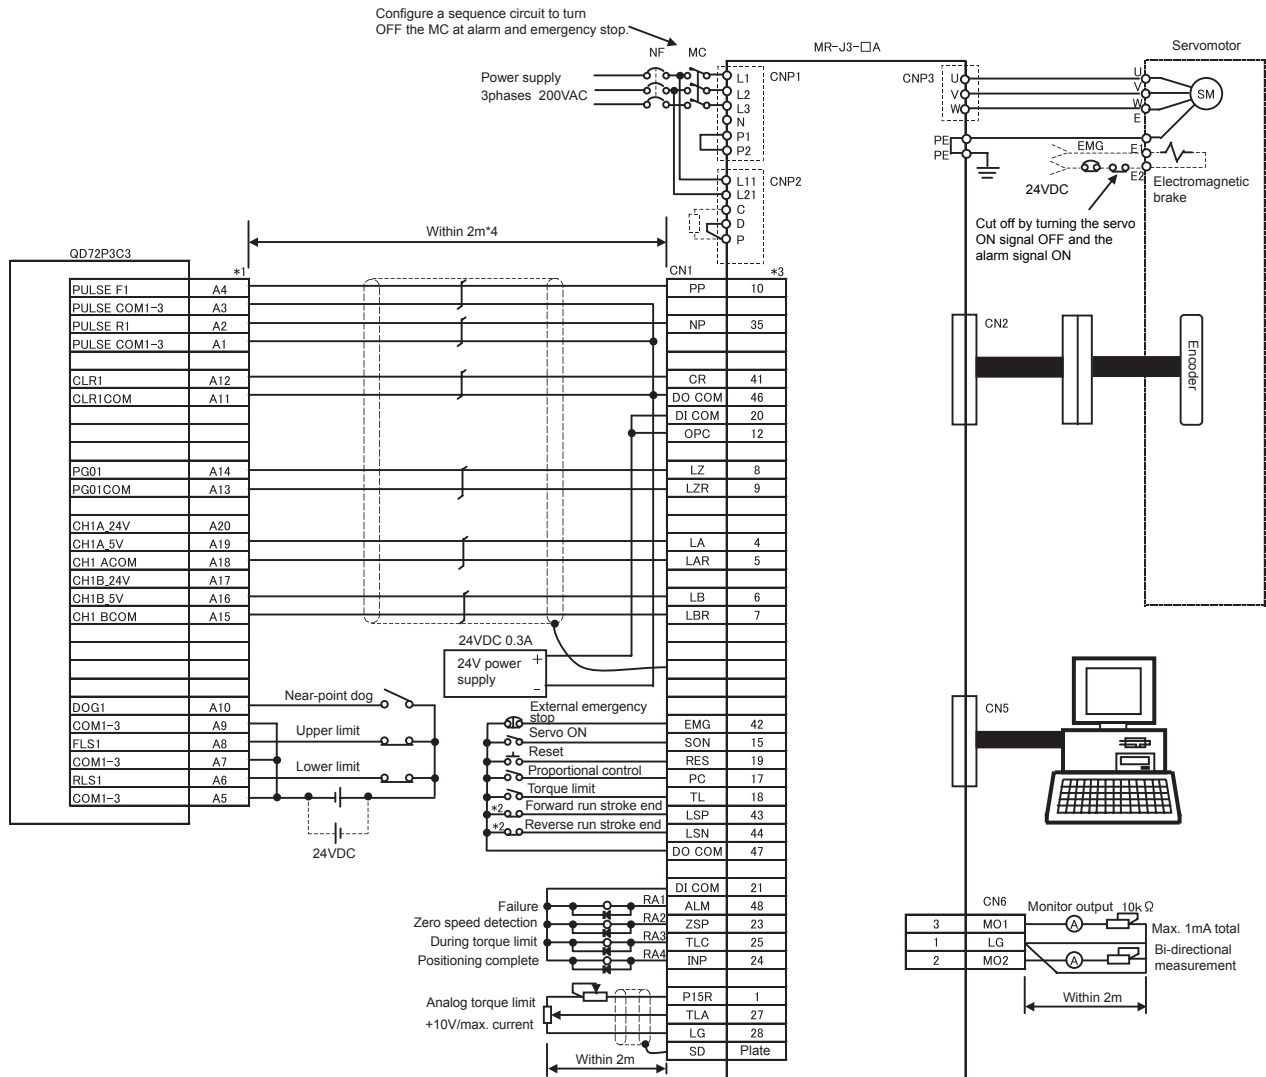 Configure a sequence circuit to turn
OFF the MC at alarm and emergency stop.
NF MC
MR-J3-□A
Servomotor
Power supply
3phases 200VAC
L1 CNP1
L2
L3
N
P1
P2
L11 CNP2
L21
C
D
P
CNP3 U
V
W
PE
PE
U
V
W
E
SM
EMG E1
E2
24VDC
Electromagnetic
brake
Cut off by turning the servo
ON signal OFF and the
alarm signal ON
Within 2m*4
QD72P3C3
*1
PULSE F1 A4
PULSE COM1-3 A3
PULSE R1 A2
PULSE COM1-3 A1
CLR1 A12
CLR1COM A11
PG01 A14
PG01COM A13
CH1A_24V A20
CH1A_5V A19
CH1 ACOM A18
CH1B_24V A17
CH1B_5V A16
CH1 BCOM A15
DOG1 A10
COM1-3 A9
FLS1 A8
COM1-3 A7
RLS1 A6
COM1-3 A5
Near-point dog
Upper limit
Lower limit
24VDC
24VDC 0.3A
24V power
supply
+
-
CN1 *3
PP 10
NP 35
CR 41
DO COM 46
DI COM 20
OPC 12
LZ 8
LZR 9
LA 4
LAR 5
LB 6
LBR 7
External emergency
stop
EMG 42
Servo ON
SON 15
Reset
RES 19
Proportional control
PC 17
Torque limit
TL 18
*2 Forward run stroke end
LSP 43
*2 Reverse run stroke end
LSN 44
DO COM 47
DI COM 21
Failure RA1 ALM 48
Zero speed detection RA2 ZSP 23
During torque limit RA3 TLC 25
Positioning complete RA4 INP 24
Analog torque limit
+10V/max. current
P15R 1
TLA 27
LG 28
SD Plate
Within 2m
CN2
Encoder
CN5
CN6
3 MO1
1 LG
2 MO2
Monitor output 10kΩ
A
A
Max. 1mA total
Bi-directional
measurement
Within 2m